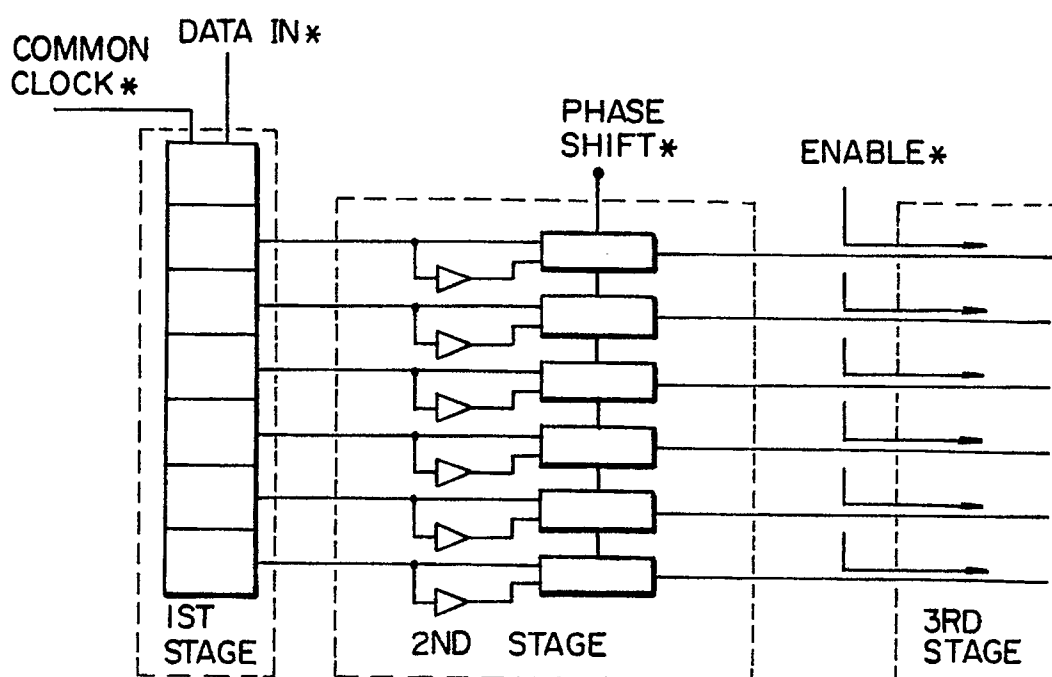 COMMON
CLOCK*
DATA IN*
PHASE
SHIFT*
ENABLE*
1ST
STAGE
2ND STAGE
3RD
STAGE